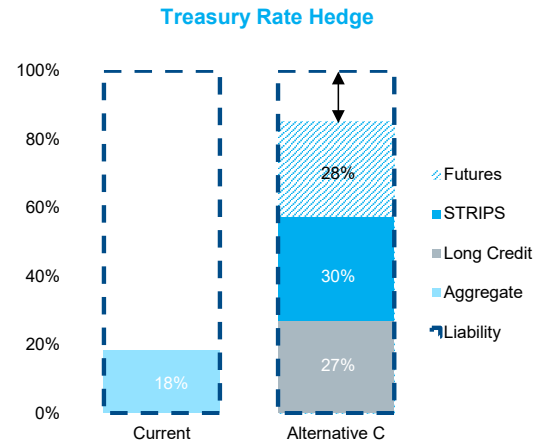 Treasury Rate Hedge
100%
80%
60%
40%
20%
0%
18%
28%
30%
27%
Current
Alternative C
Futures
STRIPS
Long Credit
Aggregate
Liability